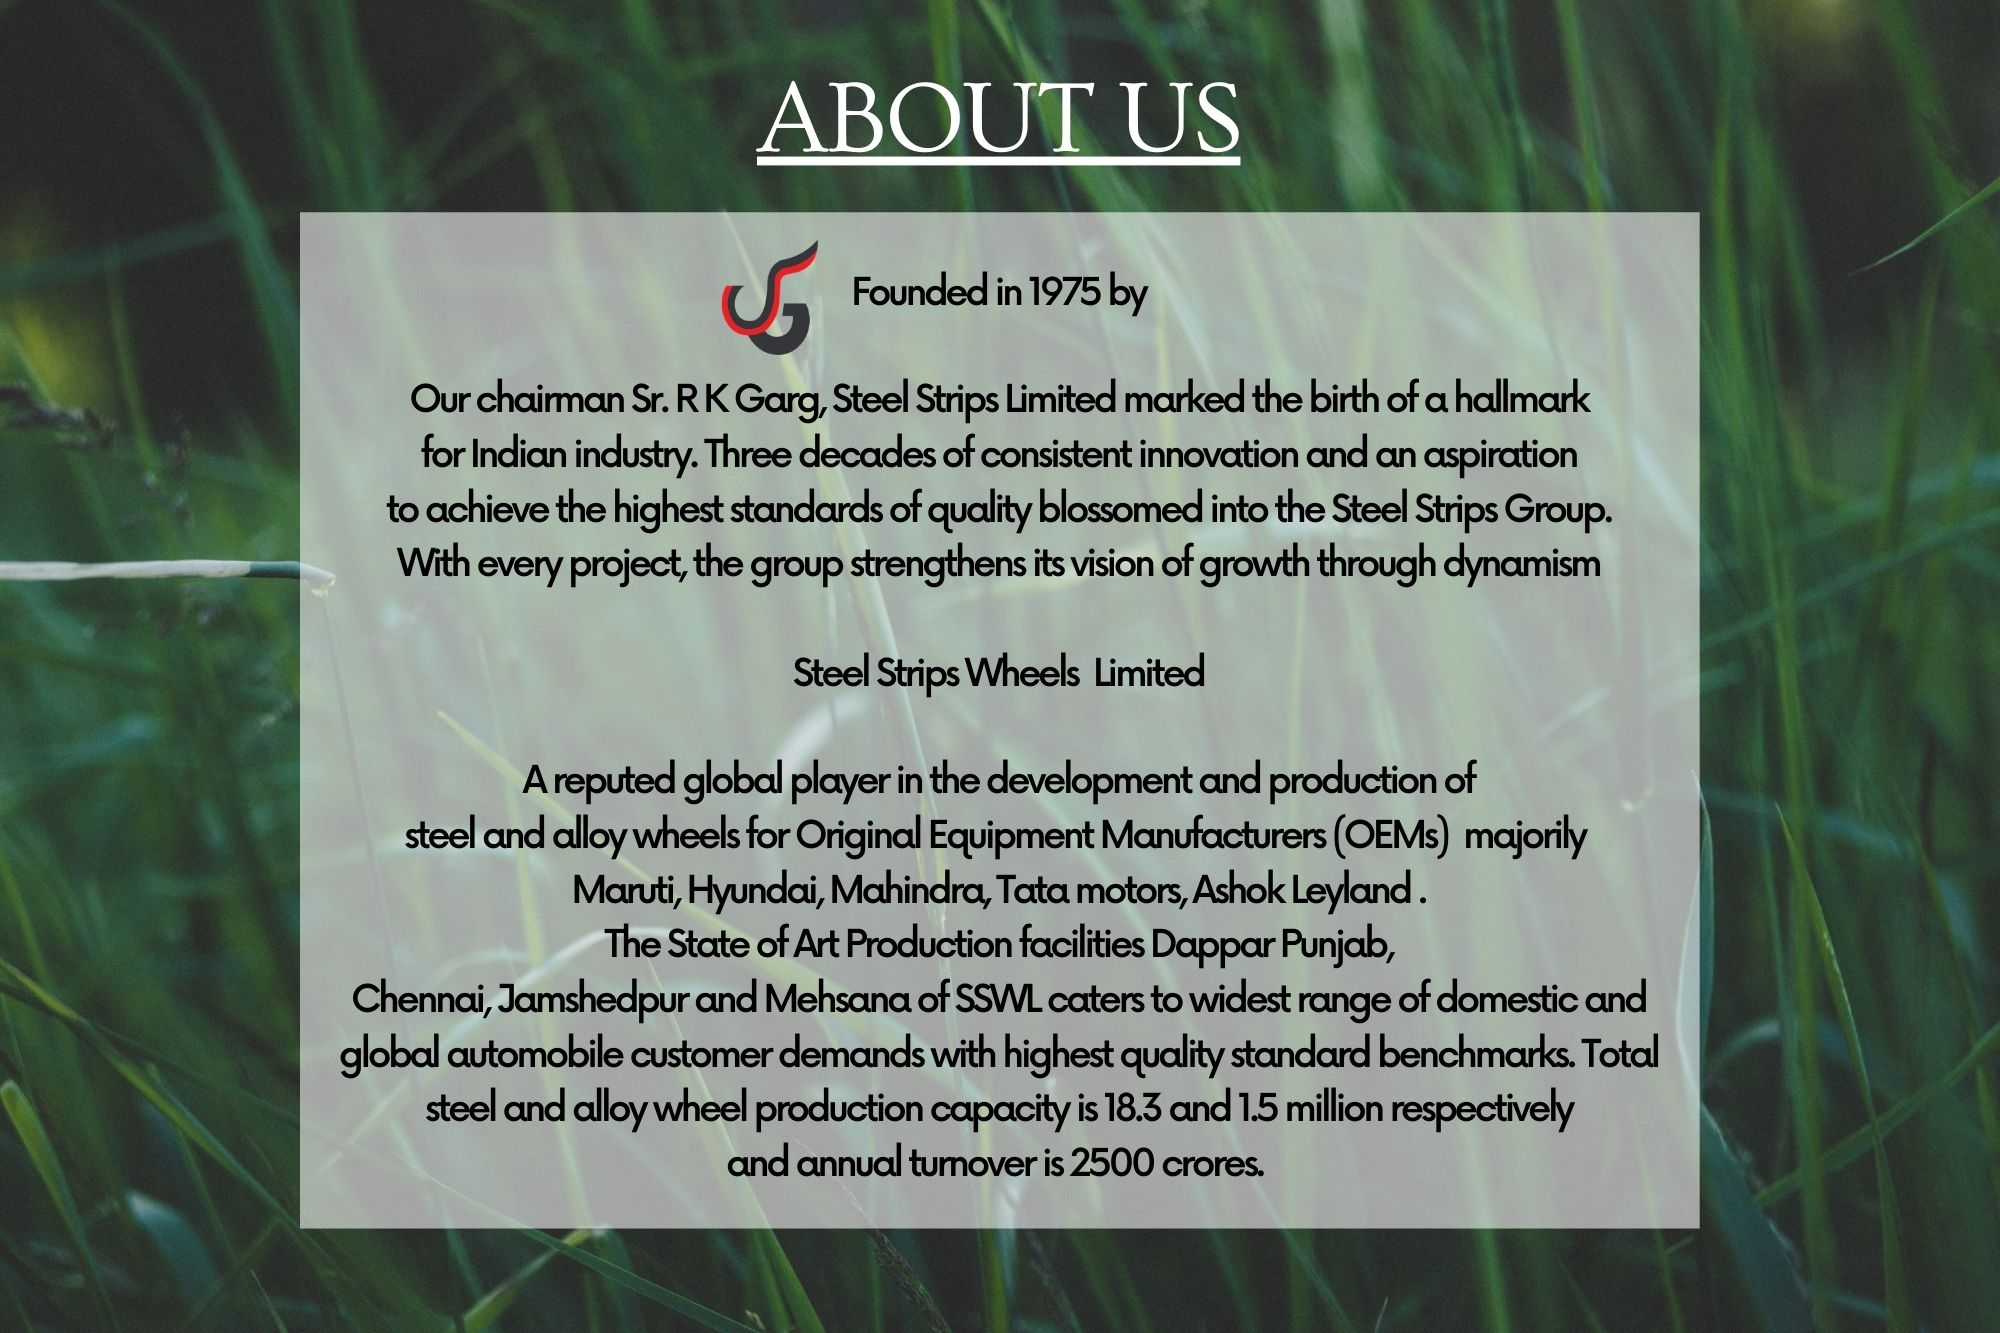 ABOUT US
Founded in 1975 by
Our chairman Sr. R K Garg, Steel Strips Limited marked the birth of a hallmark
for Indian industry. Three decades of consistent innovation and an aspiration
to achieve the highest standards of quality blossomed into the Steel Strips Group.
With every project, the group strengthens its vision of growth through dynamism
Steel Strips Wheels Limited
A reputed global player in the development and production of
steel and alloy wheels for Original Equipment Manufacturers (OEMs) majorily
Maruti, Hyundai, Mahindra, Tata motors, Ashok Leyland .
The State of Art Production facilities Dappar Punjab,
Chennai, Jamshedpur and Mehsana of SSWL caters to widest range of domestic and
global automobile customer demands with highest quality standard benchmarks. Total
steel and alloy wheel production capacity is 18.3 and 1.5 million respectively
and annual turnover is 2500 crores.